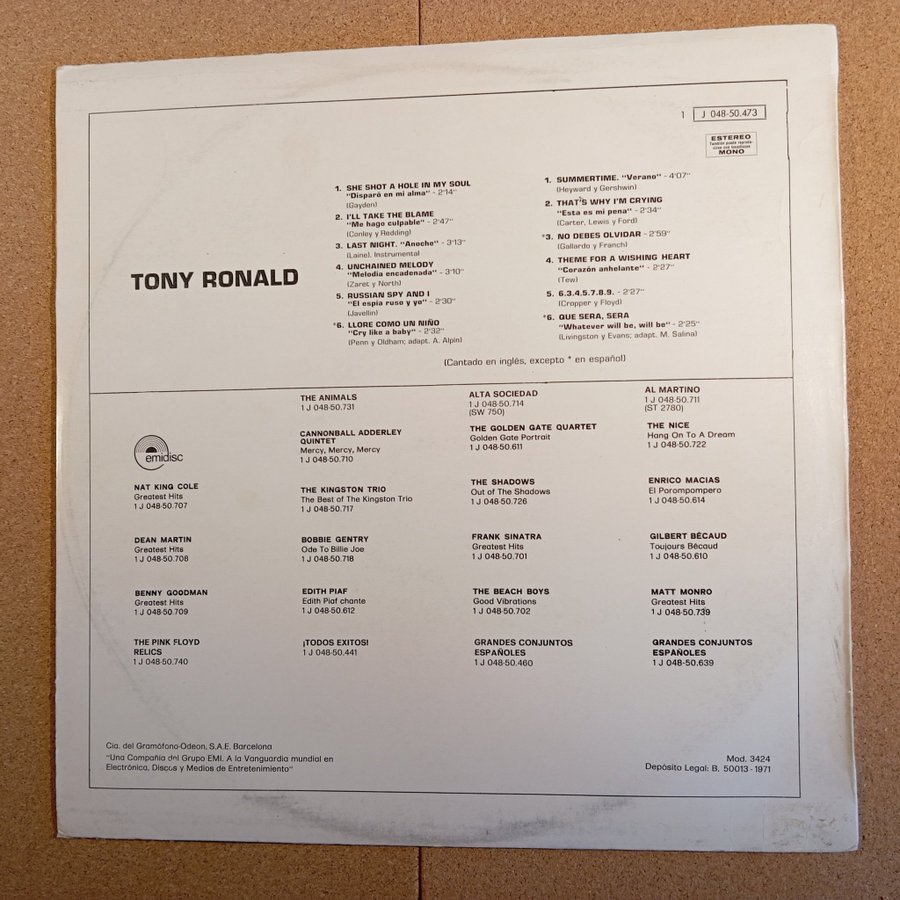 1 J 048-50.473
ESTEREO
MONO
TONY RONALD
1. SHE SHOT A HOLE IN MY SOUL
"Disparó en mi alma" - 2'14"
(Gayden)
2. I'LL TAKE THE BLAME
"Me hago culpable" - 2'47"
(Conley y Redding)
3. LAST NIGHT. "Anoche" - 3'13"
(Laine). Instrumental
4. UNCHAINED MELODY
"Melodía encadenada" - 3'10"
(Zaret y North)
5. RUSSIAN SPY AND I
"El espía ruso y yo" - 2'30"
(Javellin)
*6. LLORE COMO UN NIÑO
"Cry like a baby" - 2'32"
(Penn y Oldham; adapt. A. Alpin)
1. SUMMERTIME. "Verano" - 4'07"
(Heyward y Gershwin)
2. THAT'S WHY I'M CRYING
"Esta es mi pena" - 2'34"
(Carter, Lewis y Ford)
*3. NO DEBES OLVIDAR - 2'59"
(Gallardo y Franch)
4. THEME FOR A WISHING HEART
"Corazón anhelante" - 2'27"
(Tew)
5. 6.3.4.5.7.8.9. - 2'27"
(Cropper y Floyd)
*6. QUE SERA, SERA
"Whatever will be, will be" - 2'25"
(Livingston y Evans; adapt. M. Salina)
(Cantado en inglés, excepto * en español)
emidisc
NAT KING COLE
Greatest Hits
1 J 048-50.707
DEAN MARTIN
Greatest Hits
1 J 048-50.708
BENNY GOODMAN
Greatest Hits
1 J 048-50.709
THE PINK FLOYD
RELICS
1 J 048-50.740
THE ANIMALS
1 J 048-50.731
CANNONBALL ADDERLEY
QUINTET
Mercy, Mercy, Mercy
1 J 048-50.710
THE KINGSTON TRIO
The Best of The Kingston Trio
1 J 048-50.717
BOBBIE GENTRY
Ode To Billie Joe
1 J 048-50.718
EDITH PIAF
Edith Piaf chante
1 J 048-50.612
¡TODOS EXITOS!
1 J 048-50.441
ALTA SOCIEDAD
1 J 048-50.714
(SW 750)
THE GOLDEN GATE QUARTET
Golden Gate Portrait
1 J 048-50.611
THE SHADOWS
Out of The Shadows
1 J 048-50.726
FRANK SINATRA
Greatest Hits
1 J 048-50.701
THE BEACH BOYS
Good Vibrations
1 J 048-50.702
GRANDES CONJUNTOS
ESPAÑOLES
1 J 048-50.460
AL MARTINO
1 J 048-50.711
(ST 2780)
THE NICE
Hang On To A Dream
1 J 048-50.722
ENRICO MACIAS
El Porompompero
1 J 048-50.614
GILBERT BÉCAUD
Toujours Bécaud
1 J 048-50.610
MATT MONRO
Greatest Hits
1 J 048-50.739
GRANDES CONJUNTOS
ESPAÑOLES
1 J 048-50.639
Cia. del Gramófono-Odeon, S.A.E. Barcelona
"Una Compañía del Grupo EMI. A la Vanguardia mundial en
Electrónica, Discos y Medios de Entretenimiento"
Mod. 3424
Depósito Legal: B. 50013 - 1971